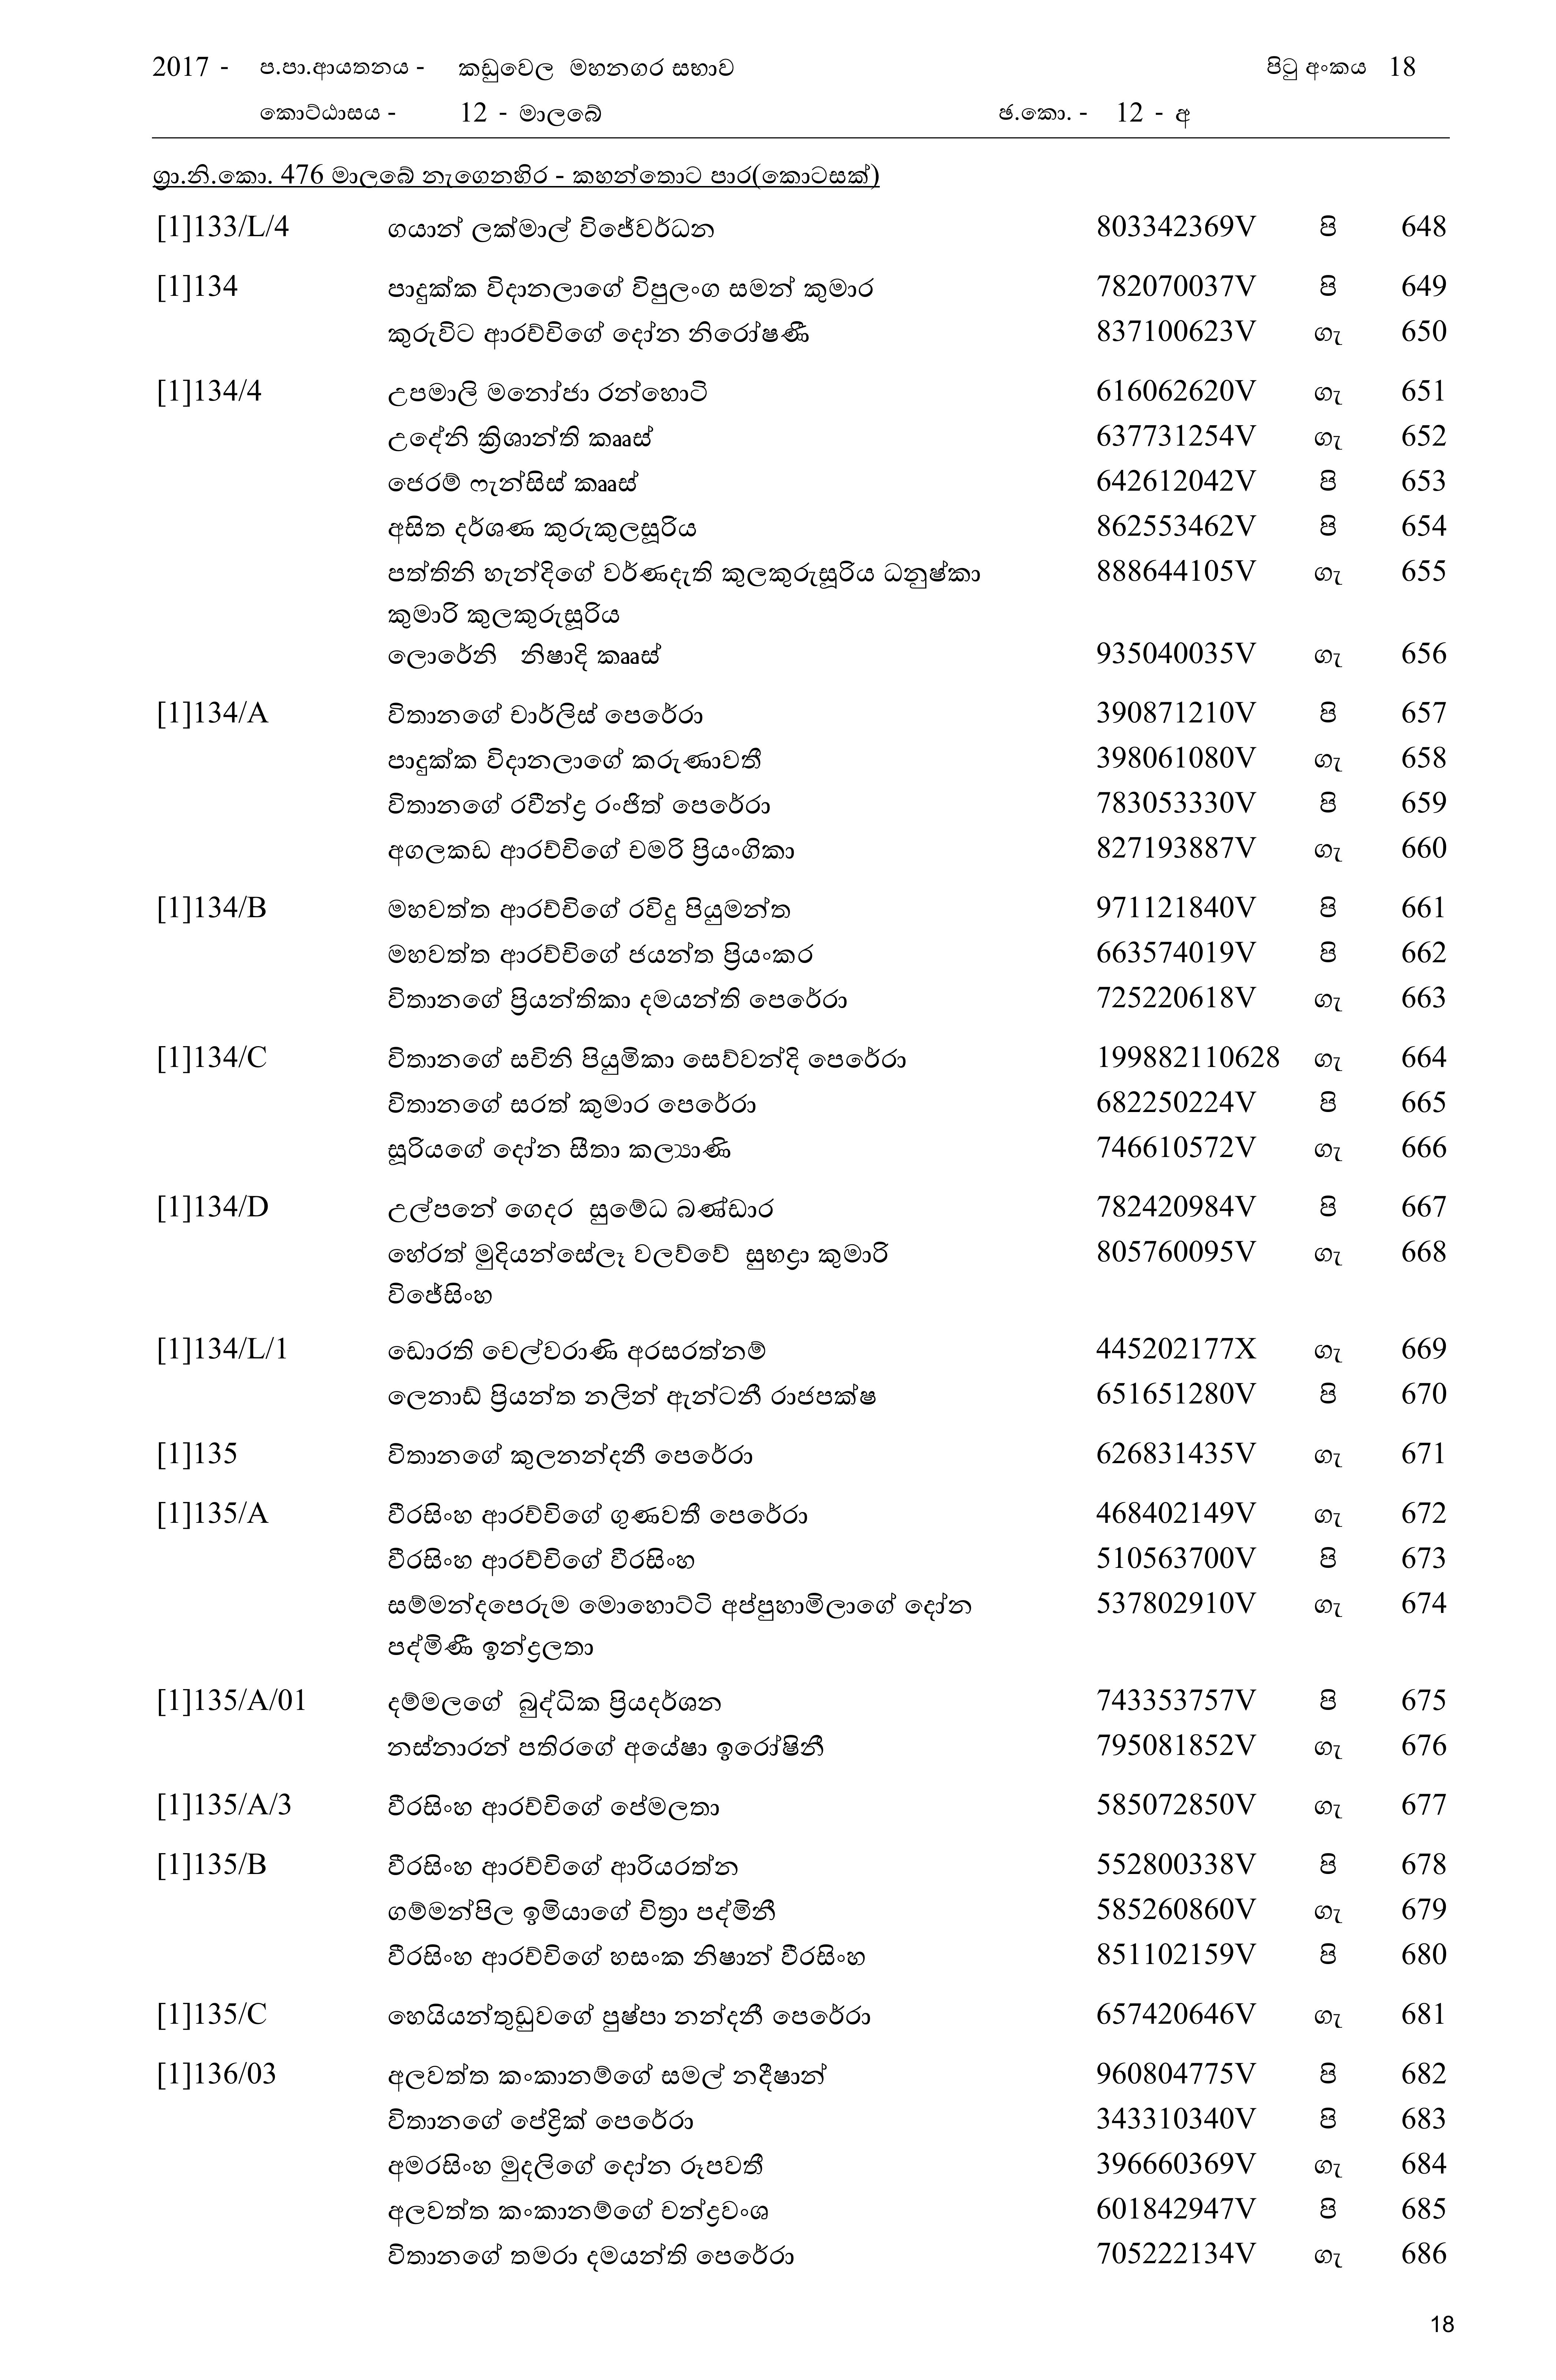 2017 - ප.පා.ආයතනය - කඩුවෙල මහනගර සභාව පිටු අංකය 18
කොට්ඨාසය - 12 - මාලබේ ඡ.කො. - 12 - අ
ග්‍රා.නි.කො. 476 මාලබේ නැගෙනහිර - කහන්තොට පාර(කොටසක්)
[1]133/L/4 ගයාන් ලක්මාල් විජේවර්ධන 803342369V පි 648
[1]134 පාදුක්ක විදානලාගේ විපුලංග සමන් කුමාර 782070037V පි 649
කුරුවිට ආරච්චිගේ දෝන නිරෝෂණී 837100623V ගැ 650
[1]134/4 උපමාලි මනෝජා රන්හොටි 616062620V ගැ 651
උදේනි ක්‍රිශාන්ති කෲස් 637731254V ගැ 652
ජෙරම් ෆැන්සිස් කෲස් 642612042V පි 653
අසිත දර්ශණ කුරුකුලසූරිය 862553462V පි 654
පත්තිනි හැන්දිගේ වර්ණදැති කුලකුරුසූරිය ධනුෂ්කා 888644105V ගැ 655
කුමාරි කුලකුරුසූරිය
ලොරේනි නිෂාදි කෲස් 935040035V ගැ 656
[1]134/A විතානගේ චාර්ලිස් පෙරේරා 390871210V පි 657
පාදුක්ක විදානලාගේ කරුණාවතී 398061080V ගැ 658
විතානගේ රවීන්ද්‍ර රංජිත් පෙරේරා 783053330V පි 659
අගලකඩ ආරච්චිගේ චමරි ප්‍රියංගිකා 827193887V ගැ 660
[1]134/B මහවත්ත ආරච්චිගේ රවිදු පියුමන්ත 971121840V පි 661
මහවත්ත ආරච්චිගේ ජයන්ත ප්‍රියංකර 663574019V පි 662
විතානගේ ප්‍රියන්තිකා දමයන්ති පෙරේරා 725220618V ගැ 663
[1]134/C විතානගේ සචිනි පියුමිකා සෙව්වන්දි පෙරේරා 199882110628 ගැ 664
විතානගේ සරත් කුමාර පෙරේරා 682250224V පි 665
සූරියගේ දෝන සීතා කල්‍යාණි 746610572V ගැ 666
[1]134/D උල්පනේ ගෙදර සුමේධ බණ්ඩාර 782420984V පි 667
හේරත් මුදියන්සේලෑ වලව්වේ සුභද්‍රා කුමාරි 805760095V ගැ 668
විජේසිංහ
[1]134/L/1 ඩොරති චෙල්වරාණි අරසරත්නම් 445202177X ගැ 669
ලෙනාඩ් ප්‍රියන්ත නලින් ඇන්ටනී රාජපක්ෂ 651651280V පි 670
[1]135 විතානගේ කුලනන්දනී පෙරේරා 626831435V ගැ 671
[1]135/A වීරසිංහ ආරච්චිගේ ගුණවතී පෙරේරා 468402149V ගැ 672
වීරසිංහ ආරච්චිගේ වීරසිංහ 510563700V පි 673
සම්මන්දපෙරුම මොහොට්ටි අප්පුහාමිලාගේ දෝන 537802910V ගැ 674
පද්මිණී ඉන්ද්‍රලතා
[1]135/A/01 දම්මලගේ බුද්ධික ප්‍රියදර්ශන 743353757V පි 675
නස්නාරන් පතිරගේ අයේෂා ඉරෝෂිනී 795081852V ගැ 676
[1]135/A/3 වීරසිංහ ආරච්චිගේ පේමලතා 585072850V ගැ 677
[1]135/B වීරසිංහ ආරච්චිගේ ආරියරත්න 552800338V පි 678
ගම්මන්පිල ඉමියාගේ චිත්‍රා පද්මිනී 585260860V ගැ 679
වීරසිංහ ආරච්චිගේ හසංක නිෂාන් වීරසිංහ 851102159V පි 680
[1]135/C හෙයියන්තුඩුවගේ පුෂ්පා නන්දනී පෙරේරා 657420646V ගැ 681
[1]136/03 අලවත්ත කංකානම්ගේ සමල් නදීෂාන් 960804775V පි 682
විතානගේ පේද්‍රික් පෙරේරා 343310340V පි 683
අමරසිංහ මුදලිගේ දෝන රූපවතී 396660369V ගැ 684
අලවත්ත කංකානම්ගේ චන්ද්‍රවංශ 601842947V පි 685
විතානගේ තමරා දමයන්ති පෙරේරා 705222134V ගැ 686
18